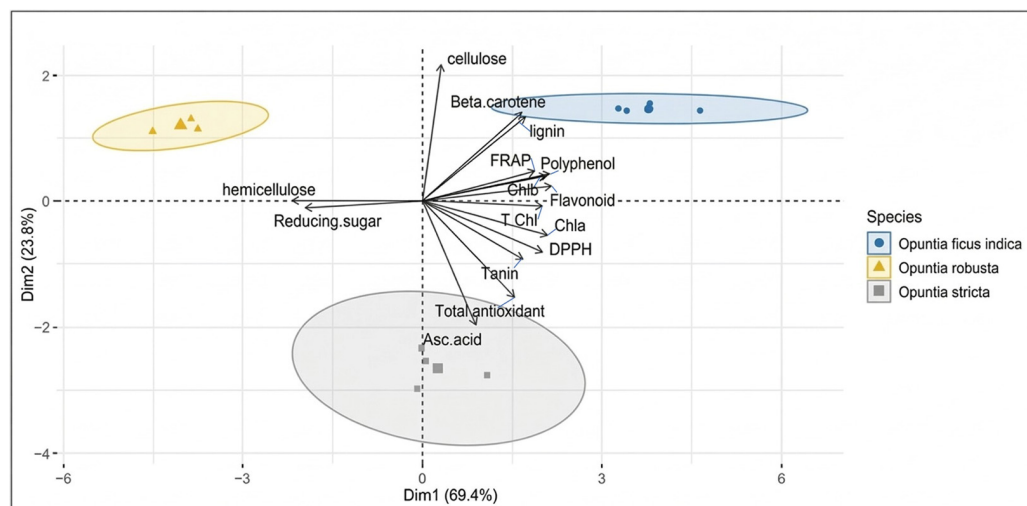 cellulose
2
Beta.carotene
lignin
FRAP
Polyphenol
hemicellulose
Chlb
Flavonoid
0
Reducing.sugar
T.Chl
Chla
Species
DPPH
Opuntia ficus indica
Tanin
Opuntia robusta
Opuntia stricta
Total antioxidant
−2
Asc.acid
−4
−6
−3
0
3
6
Dim1 (69.4%)
Dim2 (23.8%)